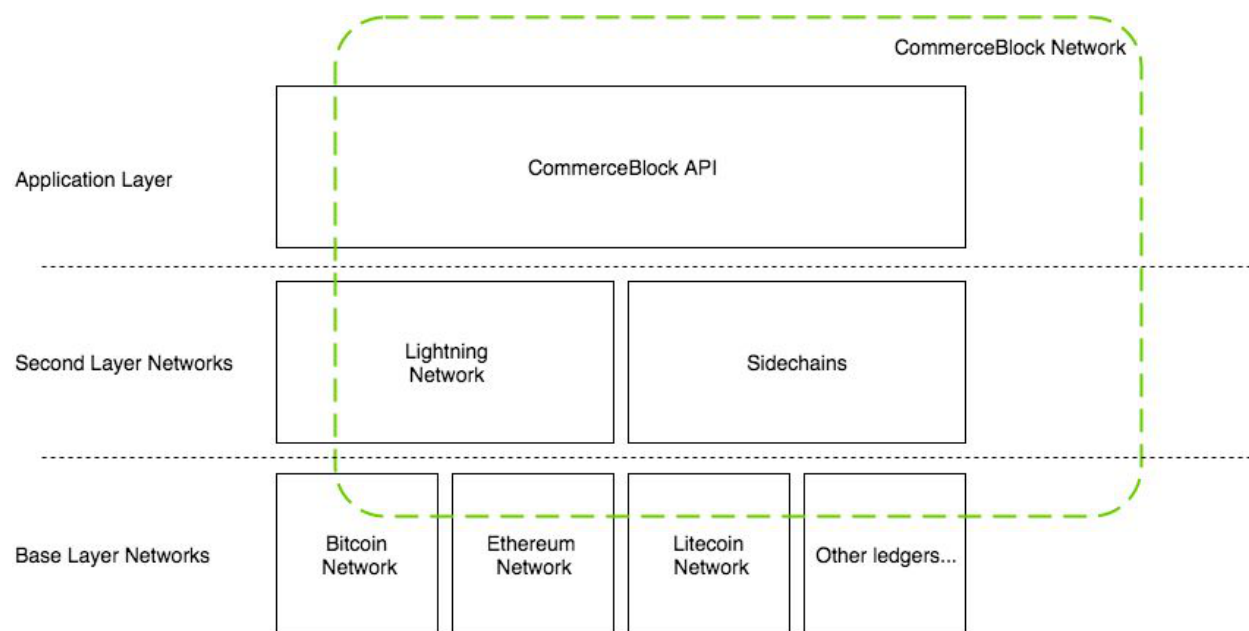 CommerceBlock Network
Application Layer
CommerceBlock API
Second Layer Networks
Lightning
Network
Sidechains
Base Layer Networks
Bitcoin
Network
Ethereum
Network
Litecoin
Network
Other ledgers...